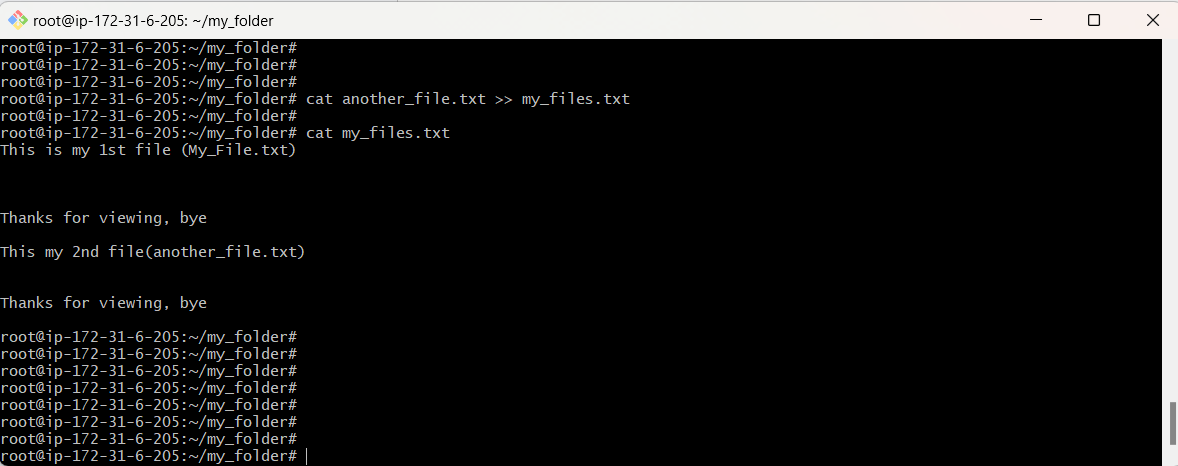 root@ip-172-31-6-205: ~/my_folder
root@ip-172-31-6-205:~/my_folder#
root@ip-172-31-6-205:~/my_folder#
root@ip-172-31-6-205:~/my_folder#
root@ip-172-31-6-205:~/my_folder# cat another_file.txt >> my_files.txt
root@ip-172-31-6-205:~/my_folder#
root@ip-172-31-6-205:~/my_folder# cat my_files.txt
This is my 1st file (My_File.txt)
Thanks for viewing, bye
This my 2nd file(another_file.txt)
Thanks for viewing, bye
root@ip-172-31-6-205:~/my_folder#
root@ip-172-31-6-205:~/my_folder#
root@ip-172-31-6-205:~/my_folder#
root@ip-172-31-6-205:~/my_folder#
root@ip-172-31-6-205:~/my_folder#
root@ip-172-31-6-205:~/my_folder#
root@ip-172-31-6-205:~/my_folder#
root@ip-172-31-6-205:~/my_folder#